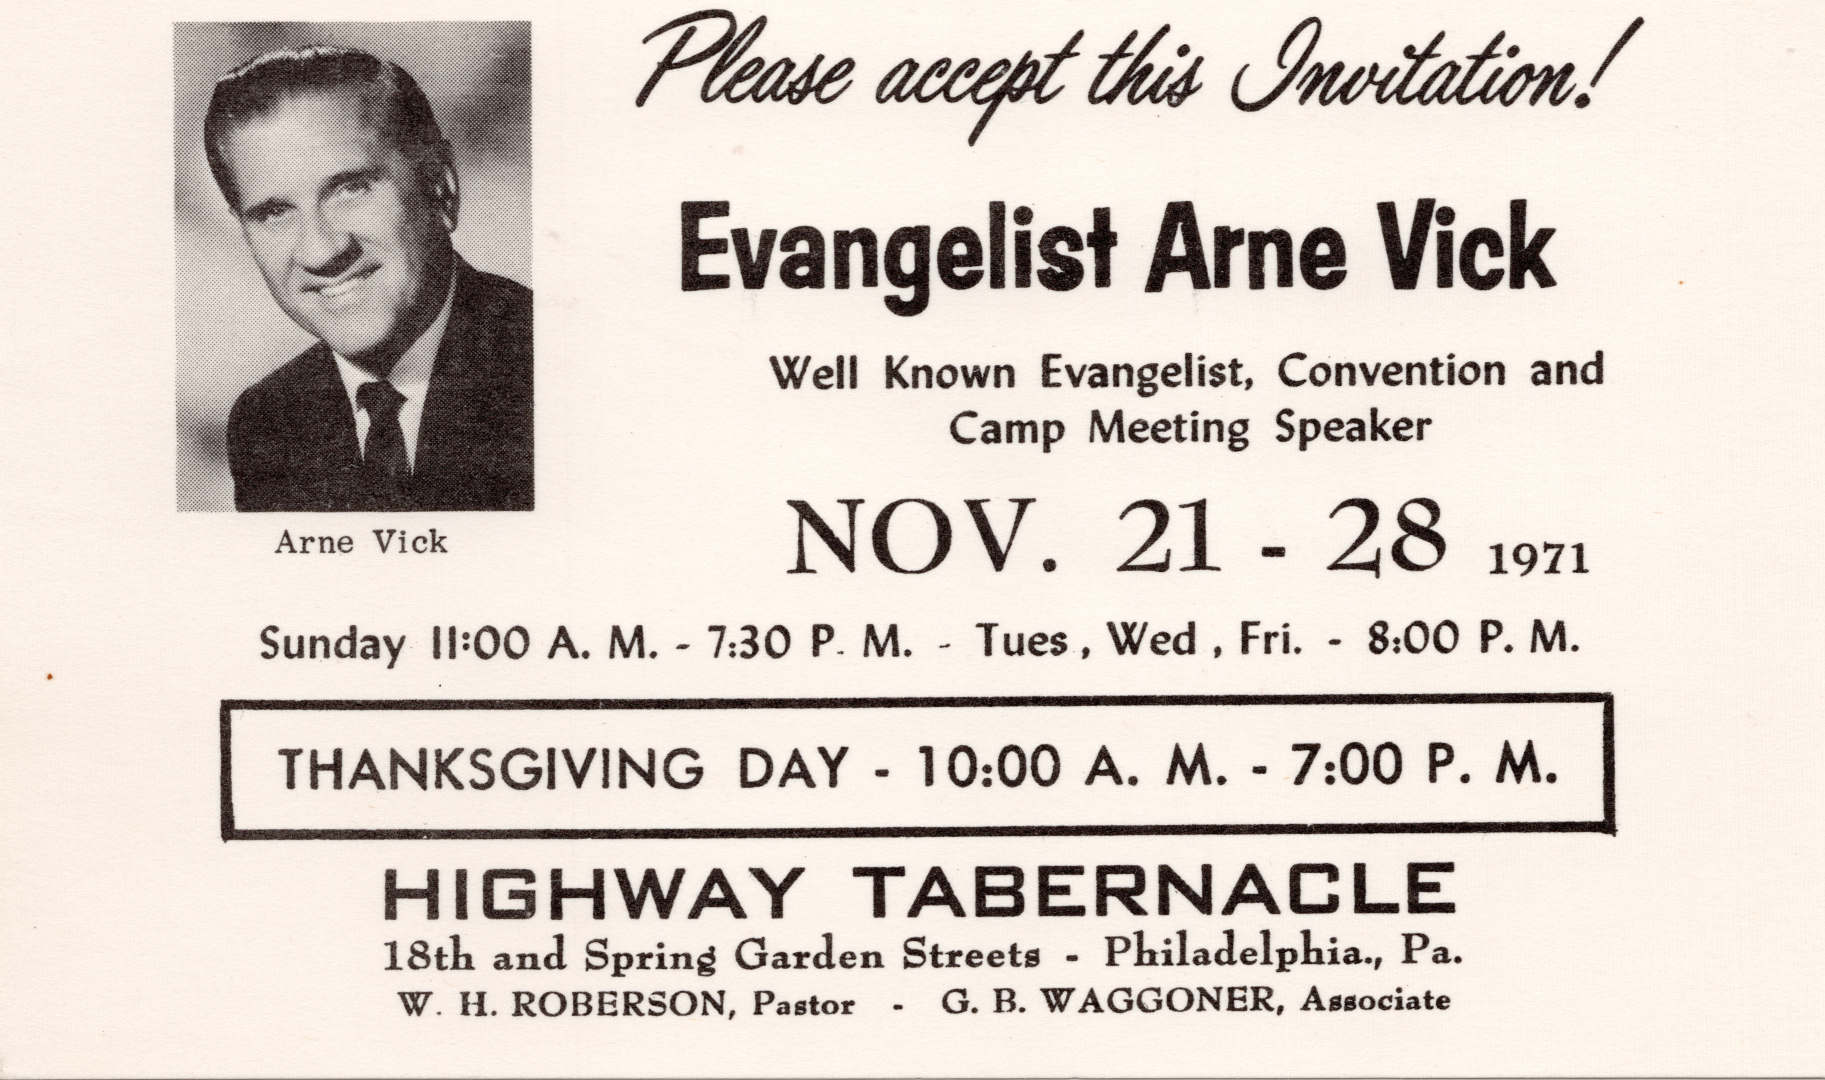 Please accept this Invitation!
Evangelist Arne Vick
Well Known Evangelist, Convention and
Camp Meeting Speaker
Arne Vick
NOV. 21 - 28 1971
Sunday 11:00 A. M. - 7:30 P. M. - Tues, Wed, Fri. - 8:00 P. M.
THANKSGIVING DAY - 10:00 A. M. - 7:00 P. M.
HIGHWAY TABERNACLE
18th and Spring Garden Streets - Philadelphia., Pa.
W. H. ROBERSON, Pastor - G. B. WAGGONER, Associate